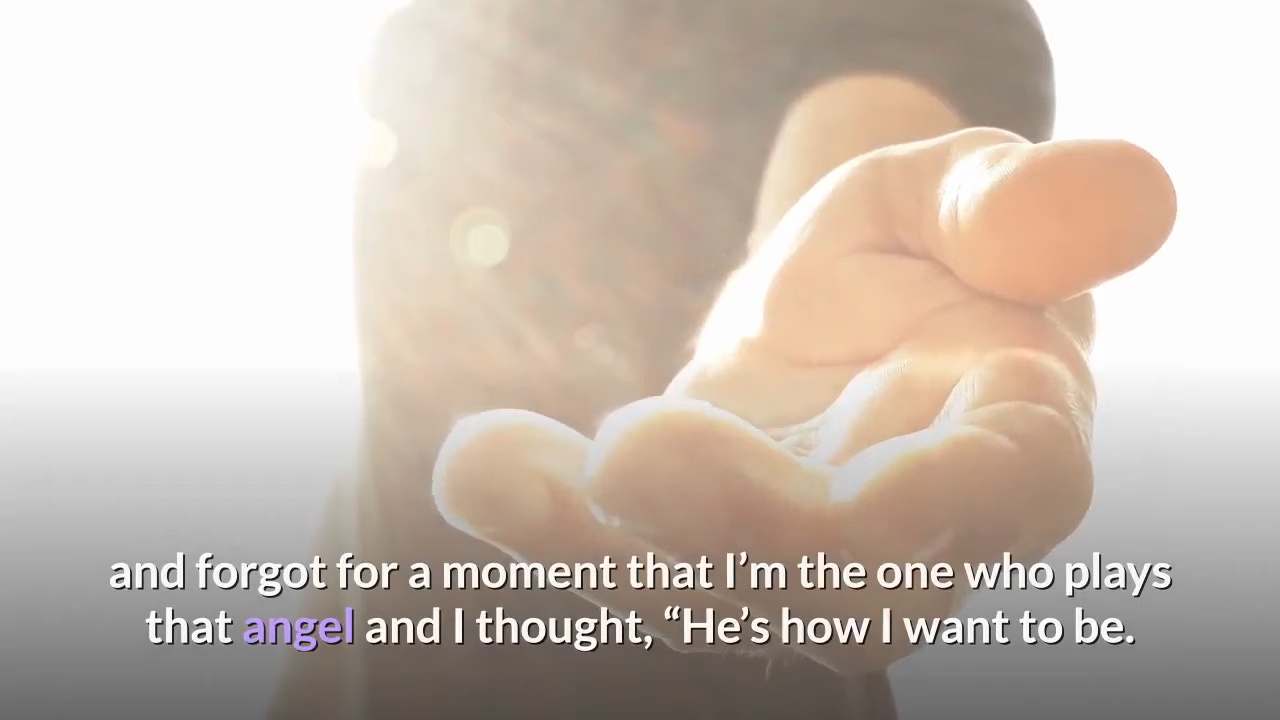 and forgot for a moment that I’m the one who plays
that angel and I thought, “He’s how I want to be.